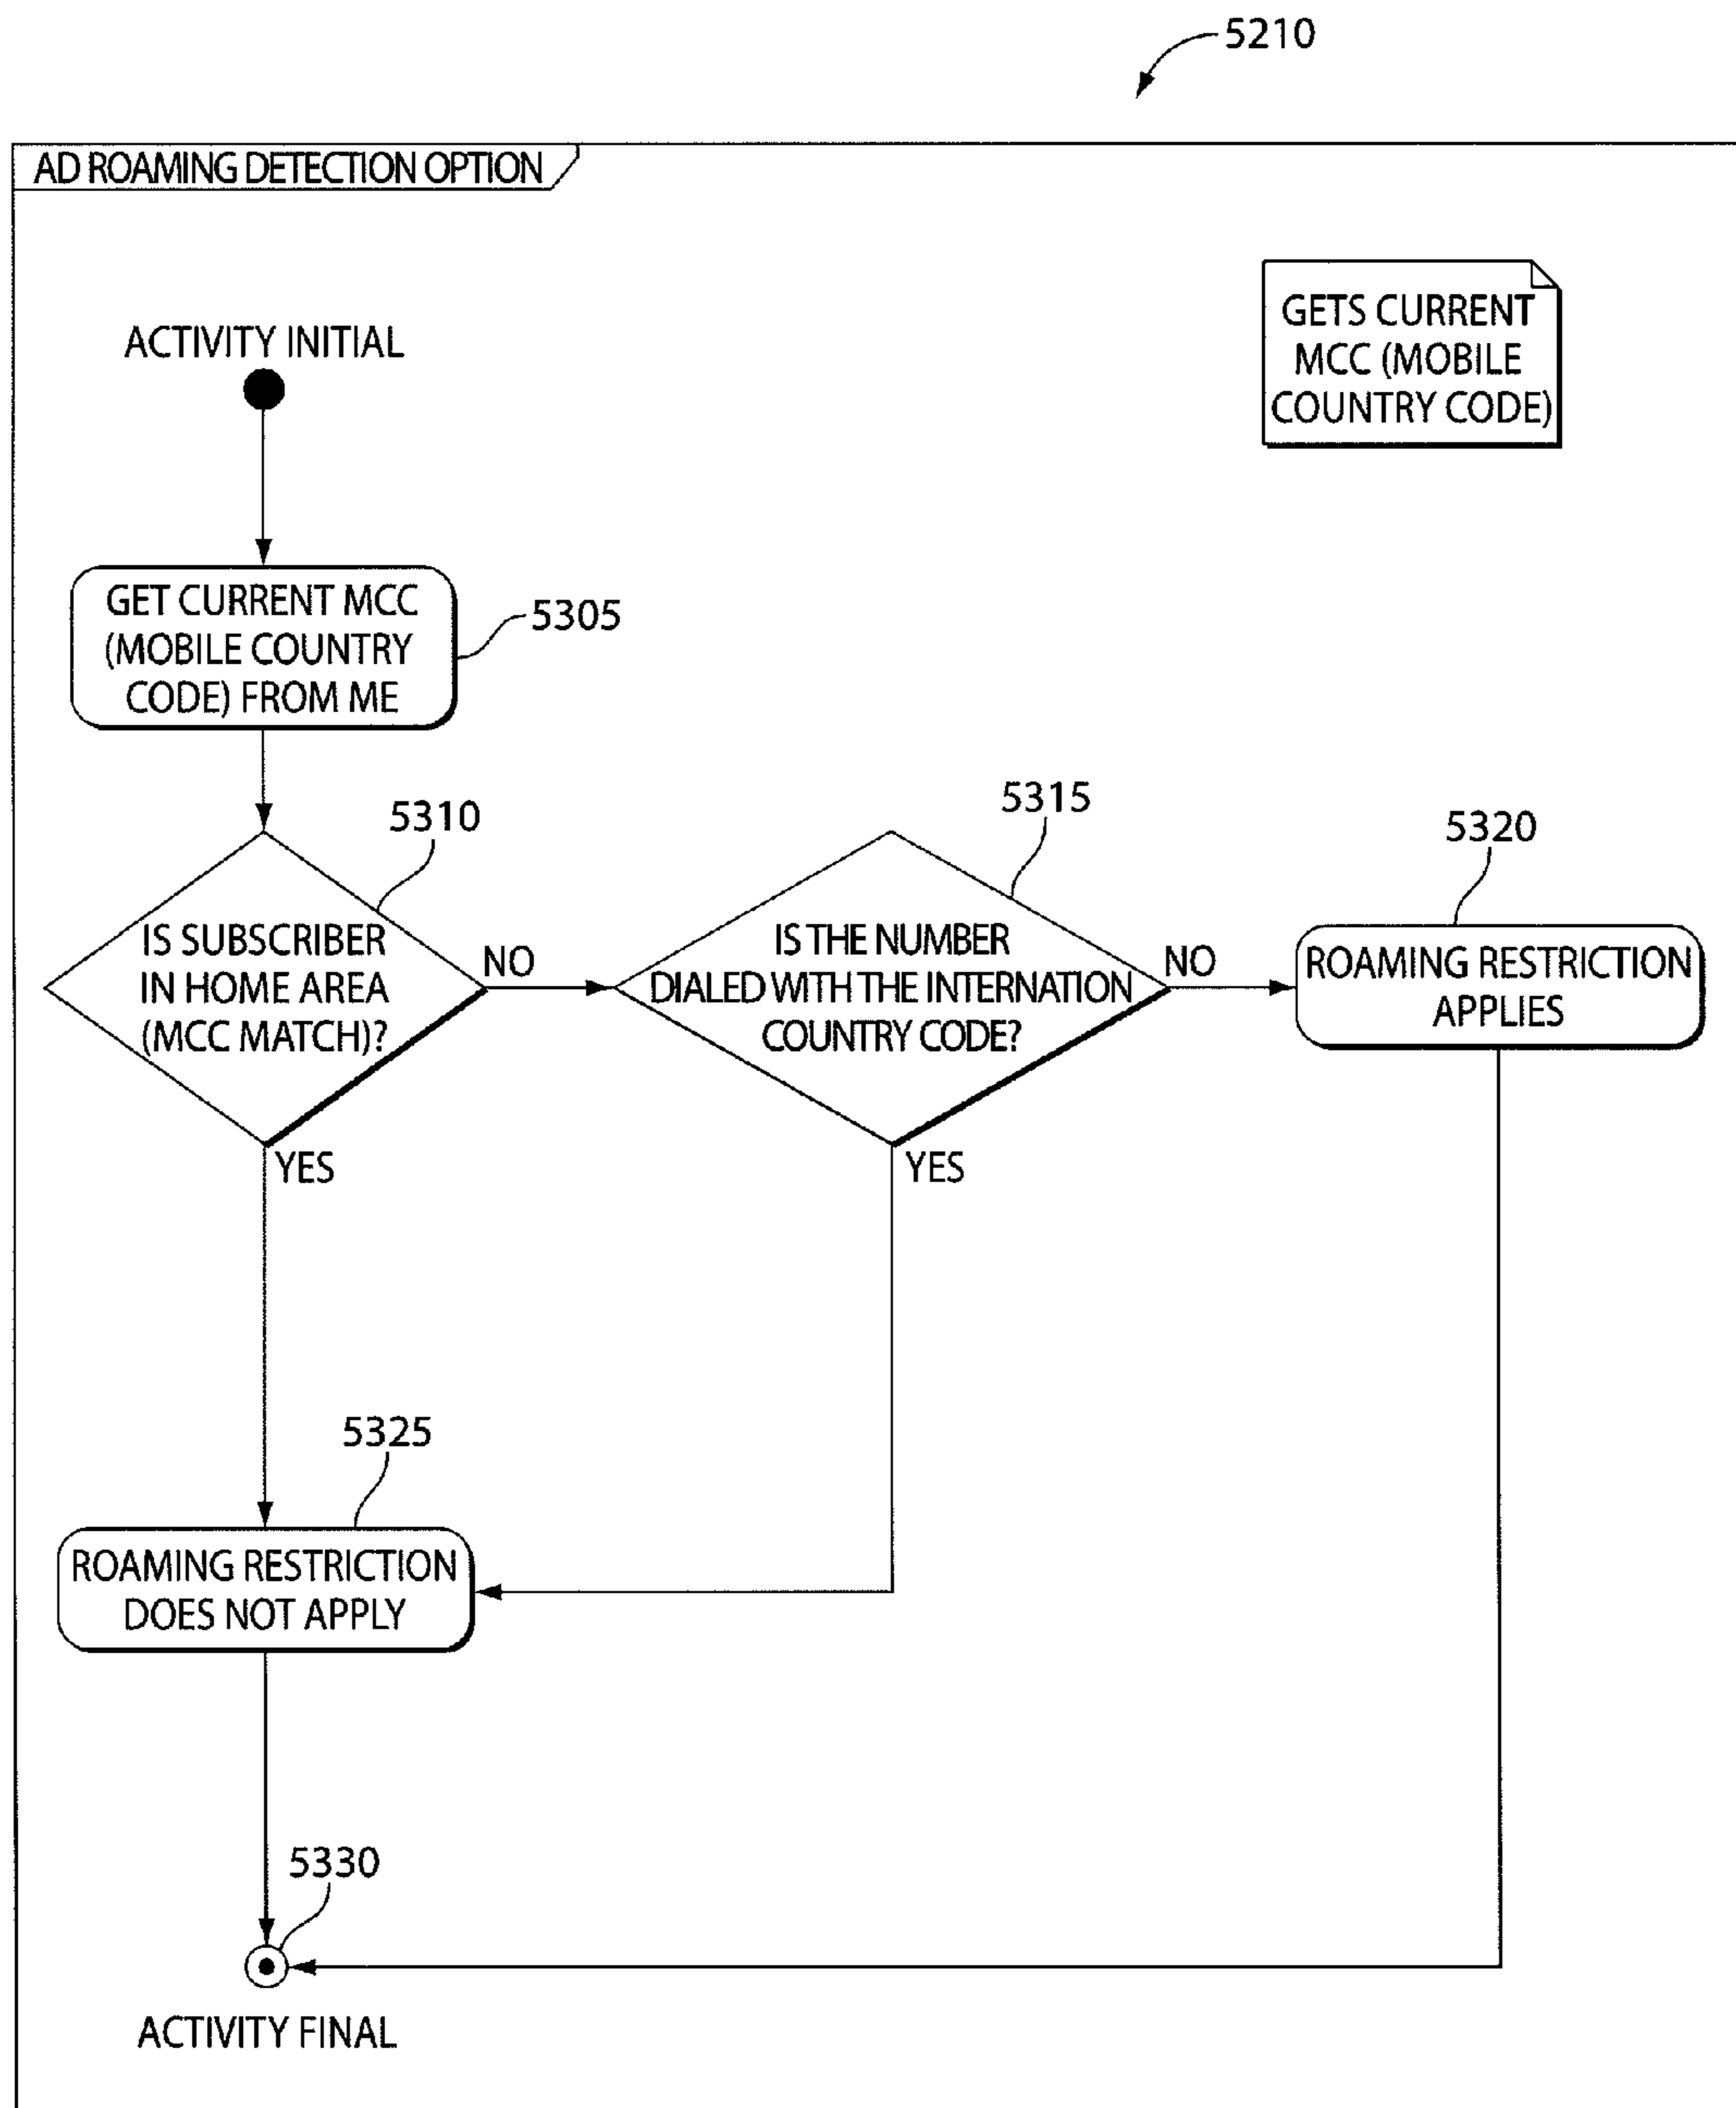 5210
AD ROAMING DETECTION OPTION
GETS CURRENT
MCC (MOBILE
COUNTRY CODE)
ACTIVITY INITIAL
GET CURRENT MCC
(MOBILE COUNTRY
CODE) FROM ME
5305
5310
IS SUBSCRIBER
IN HOME AREA
(MCC MATCH)?
NO
YES
5315
IS THE NUMBER
DIALED WITH THE INTERNATION
COUNTRY CODE?
NO
YES
5320
ROAMING RESTRICTION
APPLIES
5325
ROAMING RESTRICTION
DOES NOT APPLY
5330
ACTIVITY FINAL